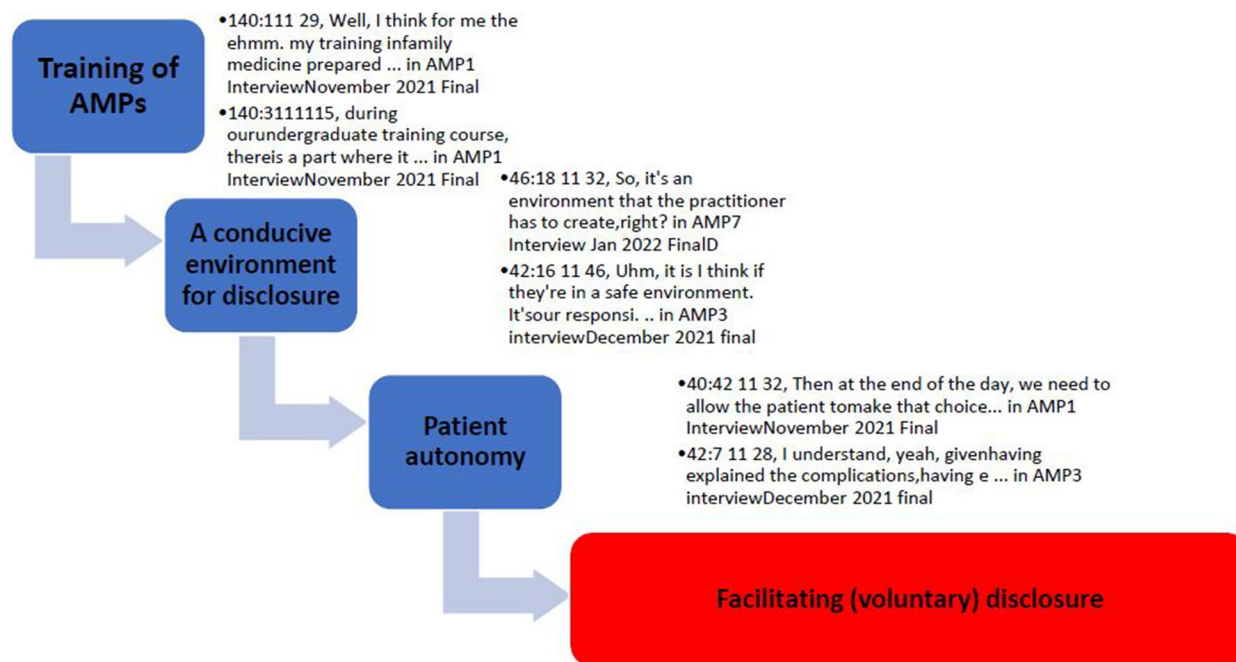 Training of
AMPs
•140:111 29, Well, I think for me the
ehmm. my training infamily
medicine prepared ... in AMP1
InterviewNovember 2021 Final
•140:3111115, during
ourundergraduate training course,
thereis a part where it ... in AMP1
InterviewNovember 2021 Final
A conducive
environment
for disclosure
•46:18 11 32, So, it's an
environment that the practitioner
has to create,right? in AMP7
Interview Jan 2022 FinalD
•42:16 11 46, Uhm, it is I think if
they're in a safe environment.
It'sour responsi. .. in AMP3
interviewDecember 2021 final
Patient
autonomy
•40:42 11 32, Then at the end of the day, we need to
allow the patient tomake that choice... in AMP1
InterviewNovember 2021 Final
•42:7 11 28, I understand, yeah, givenhaving
explained the complications,having e ... in AMP3
interviewDecember 2021 final
Facilitating (voluntary) disclosure